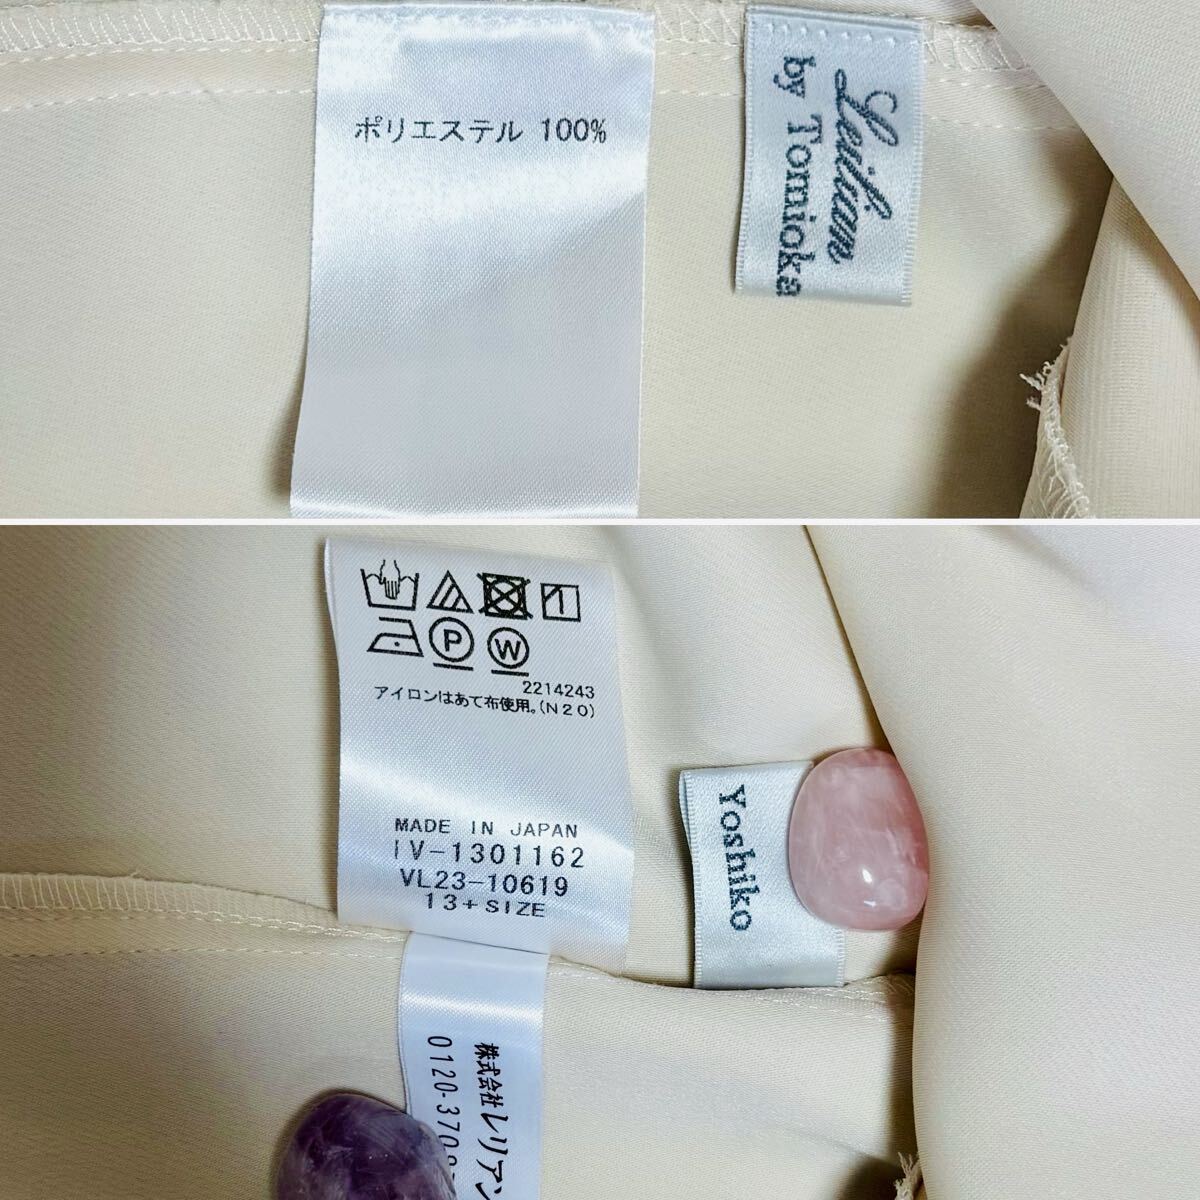 ポリエステル 100%
Leilian
by Tomioka
1
P
W
2214243
アイロンはあて布使用。(N20)
MADE IN JAPAN
IV-1301162
VL23-10619
13+SIZE
Yoshiko
株式会社レリアン
0120-370